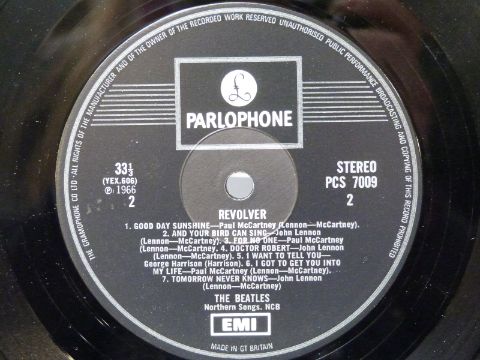 THE GRAMOPHONE CO LTD · ALL RIGHTS OF THE MANUFACTURER AND OF THE OWNER OF THE RECORDED WORK RESERVED UNAUTHORISED PUBLIC PERFORMANCE BROADCASTING AND COPYING OF THIS RECORD PROHIBITED
£
PARLOPHONE
33⅓
(YEX.606)
℗ 1966
2
STEREO
PCS 7009
2
REVOLVER
1. GOOD DAY SUNSHINE—Paul McCartney (Lennon—McCartney).
2. AND YOUR BIRD CAN SING—John Lennon
(Lennon—McCartney). 3. FOR NO ONE—Paul McCartney
(Lennon—McCartney). 4. DOCTOR ROBERT—John Lennon
(Lennon—McCartney). 5. I WANT TO TELL YOU—
George Harrison (Harrison). 6. I GOT TO GET YOU INTO
MY LIFE—Paul McCartney (Lennon—McCartney)
7. TOMORROW NEVER KNOWS—John Lennon
(Lennon—McCartney)
THE BEATLES
Northern Songs. NCB
EMI
MADE IN GT BRITAIN